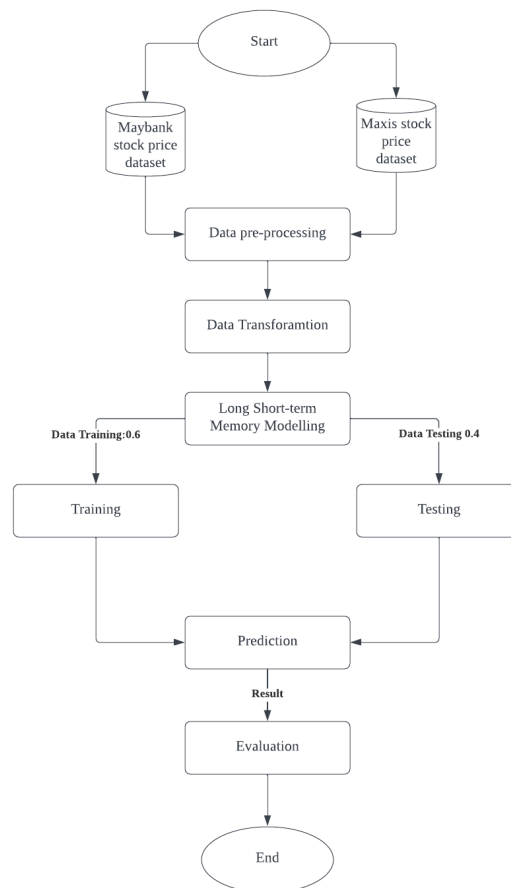 Start
Maybank
stock price
dataset
Maxis stock
price
dataset
Data pre-processing
Data Transforamtion
Long Short-term
Memory Modelling
Data Training:0.6
Data Testing 0.4
Training
Testing
Prediction
Result
Evaluation
End